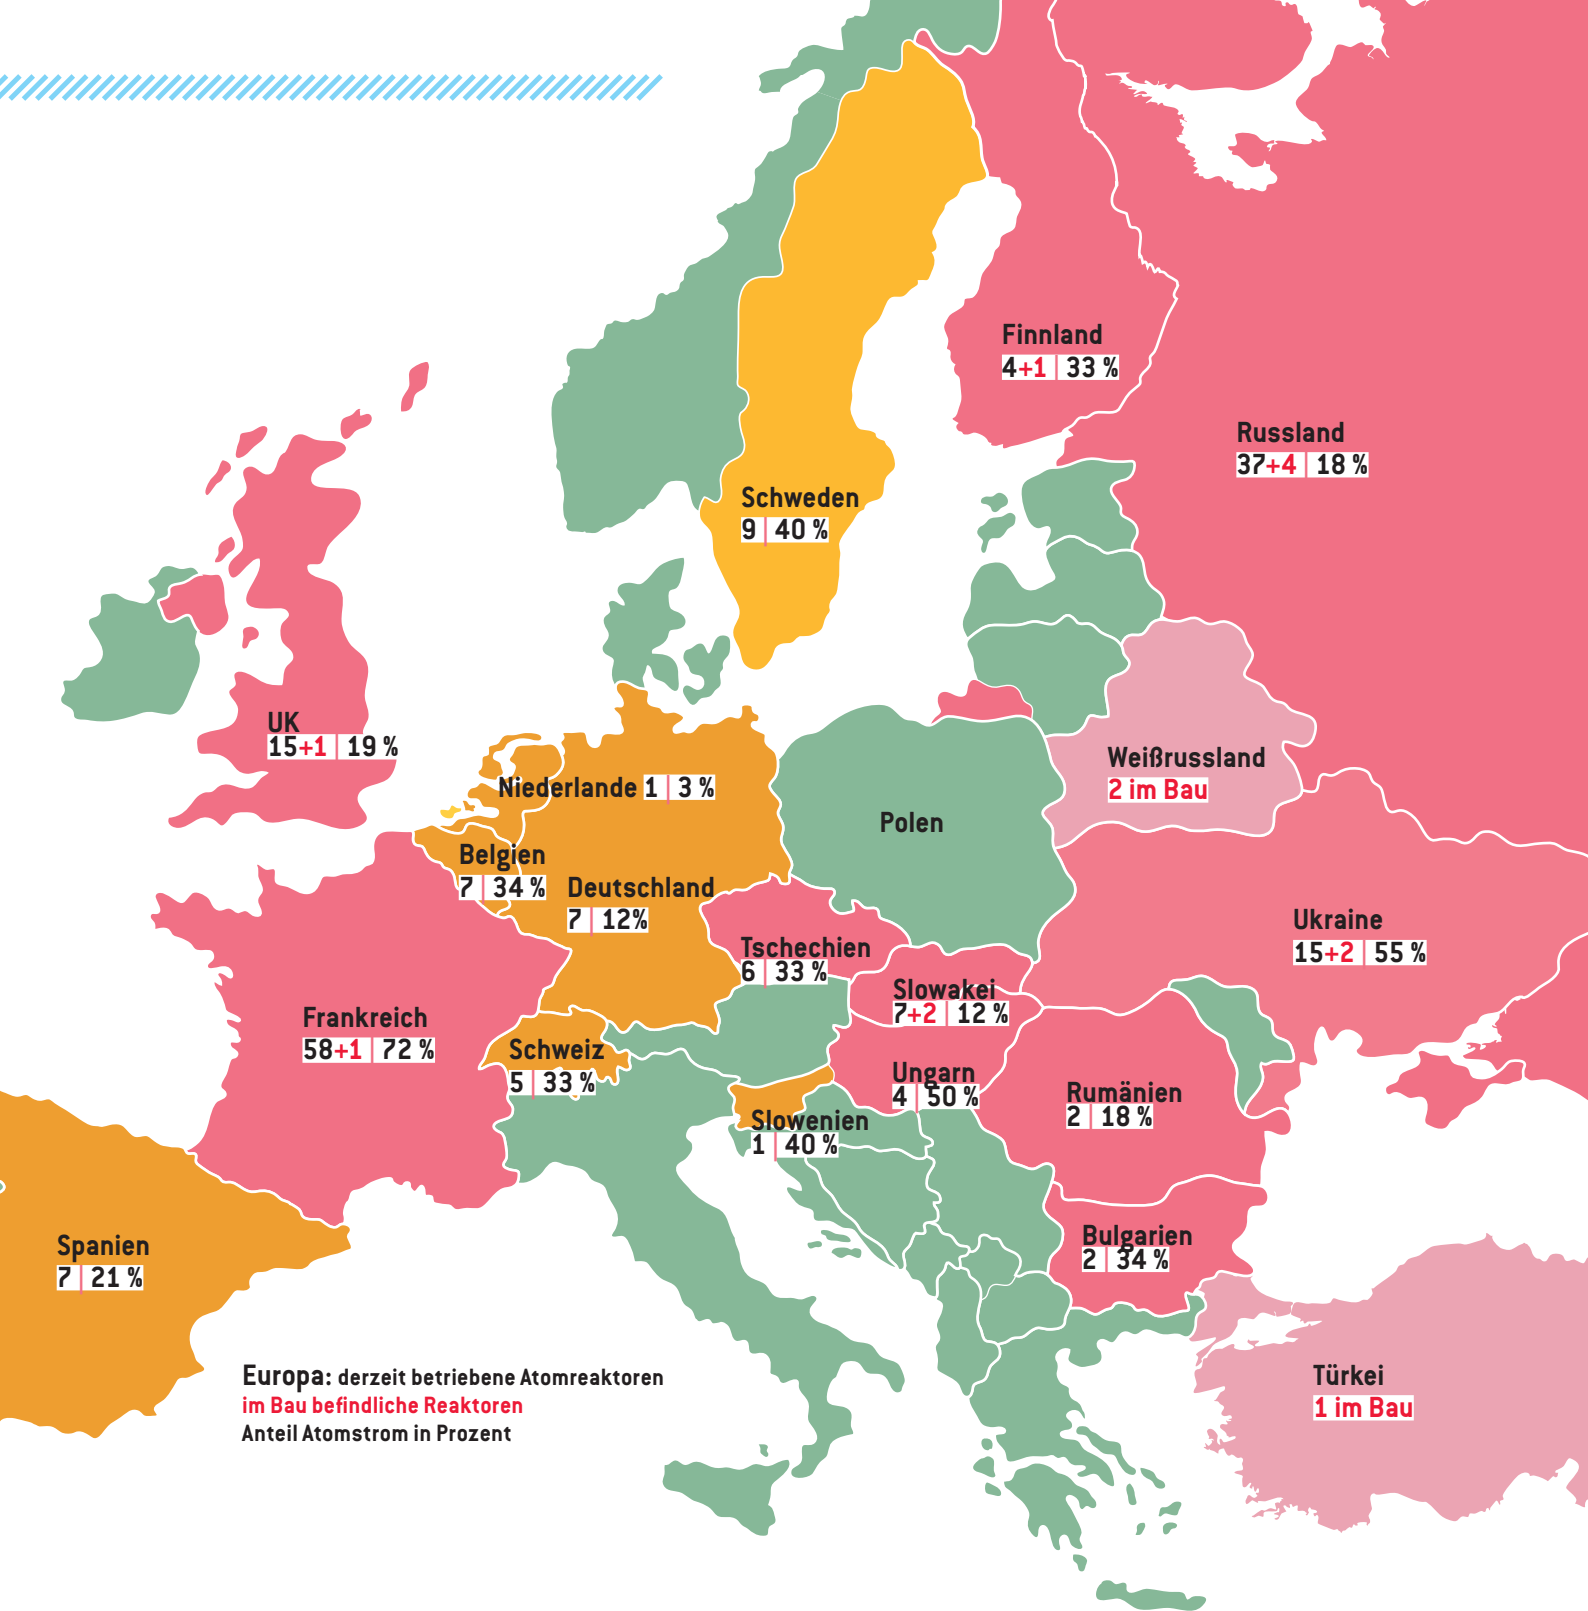 Finnland
4+1 | 33 %
Russland
37+4 | 18 %
Schweden
9 | 40 %
UK
15+1 | 19 %
Weißrussland
2 im Bau
Niederlande 1 | 3 %
Polen
Belgien
7 | 34 %
Deutschland
7 | 12%
Ukraine
15+2 | 55 %
Tschechien
6 | 33 %
Slowakei
7+2 | 12 %
Frankreich
58+1 | 72 %
Schweiz
5 | 33 %
Ungarn
4 | 50 %
Rumänien
2 | 18 %
Slowenien
1 | 40 %
Spanien
7 | 21 %
Bulgarien
2 | 34 %
Türkei
1 im Bau
Europa: derzeit betriebene Atomreaktoren
im Bau befindliche Reaktoren
Anteil Atomstrom in Prozent